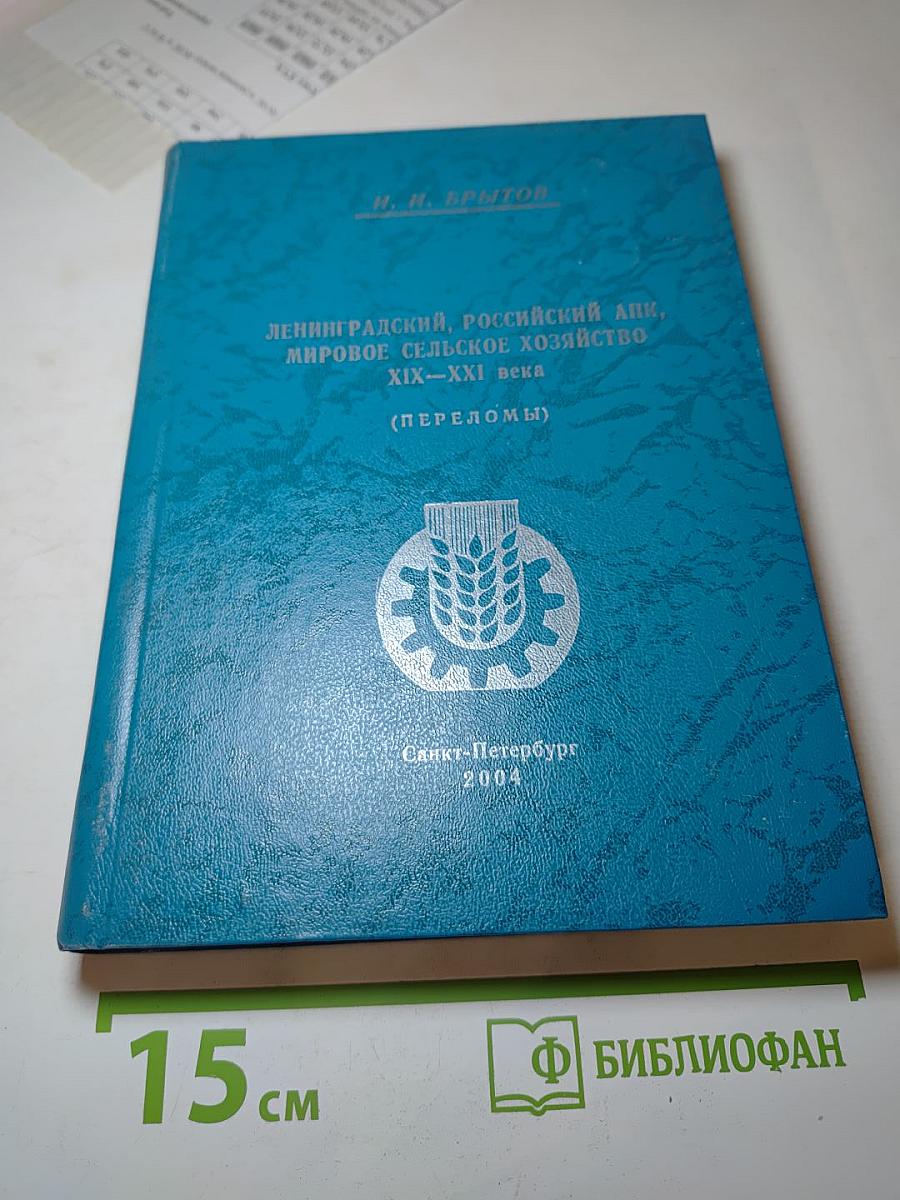 И. И. БРЫТОВ
ЛЕНИНГРАДСКИЙ, РОССИЙСКИЙ АПК,
МИРОВОЕ СЕЛЬСКОЕ ХОЗЯЙСТВО
XIX—XXI века
(ПЕРЕЛОМЫ)
Санкт-Петербург
2004
15 см
Ф БИБЛИОФАН